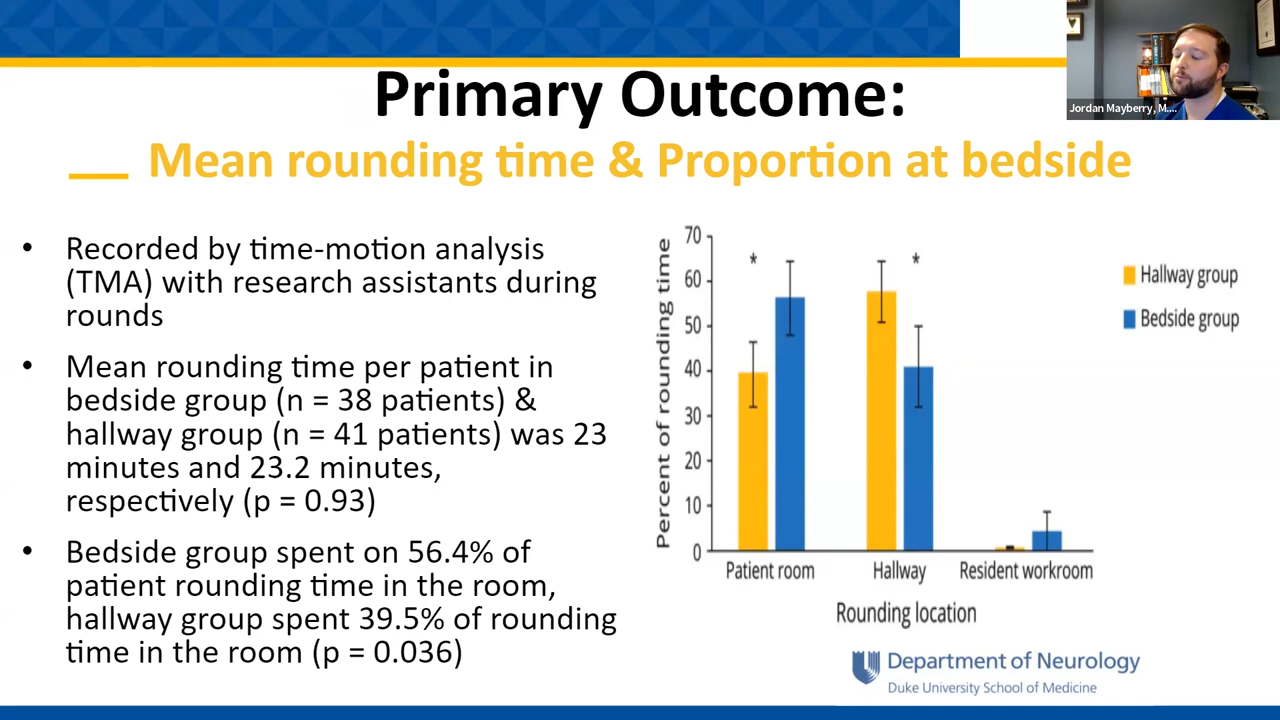 Primary Outcome:
Mean rounding time & Proportion at bedside
Jordan Mayberry, M....
• Recorded by time-motion analysis
(TMA) with research assistants during
rounds
• Mean rounding time per patient in
bedside group (n = 38 patients) &
hallway group (n = 41 patients) was 23
minutes and 23.2 minutes,
respectively (p = 0.93)
• Bedside group spent on 56.4% of
patient rounding time in the room,
hallway group spent 39.5% of rounding
time in the room (p = 0.036)
Percent of rounding time
70
60
50
40
30
20
10
0
*
*
Patient room
Hallway
Resident workroom
Rounding location
Hallway group
Bedside group
Department of Neurology
Duke University School of Medicine